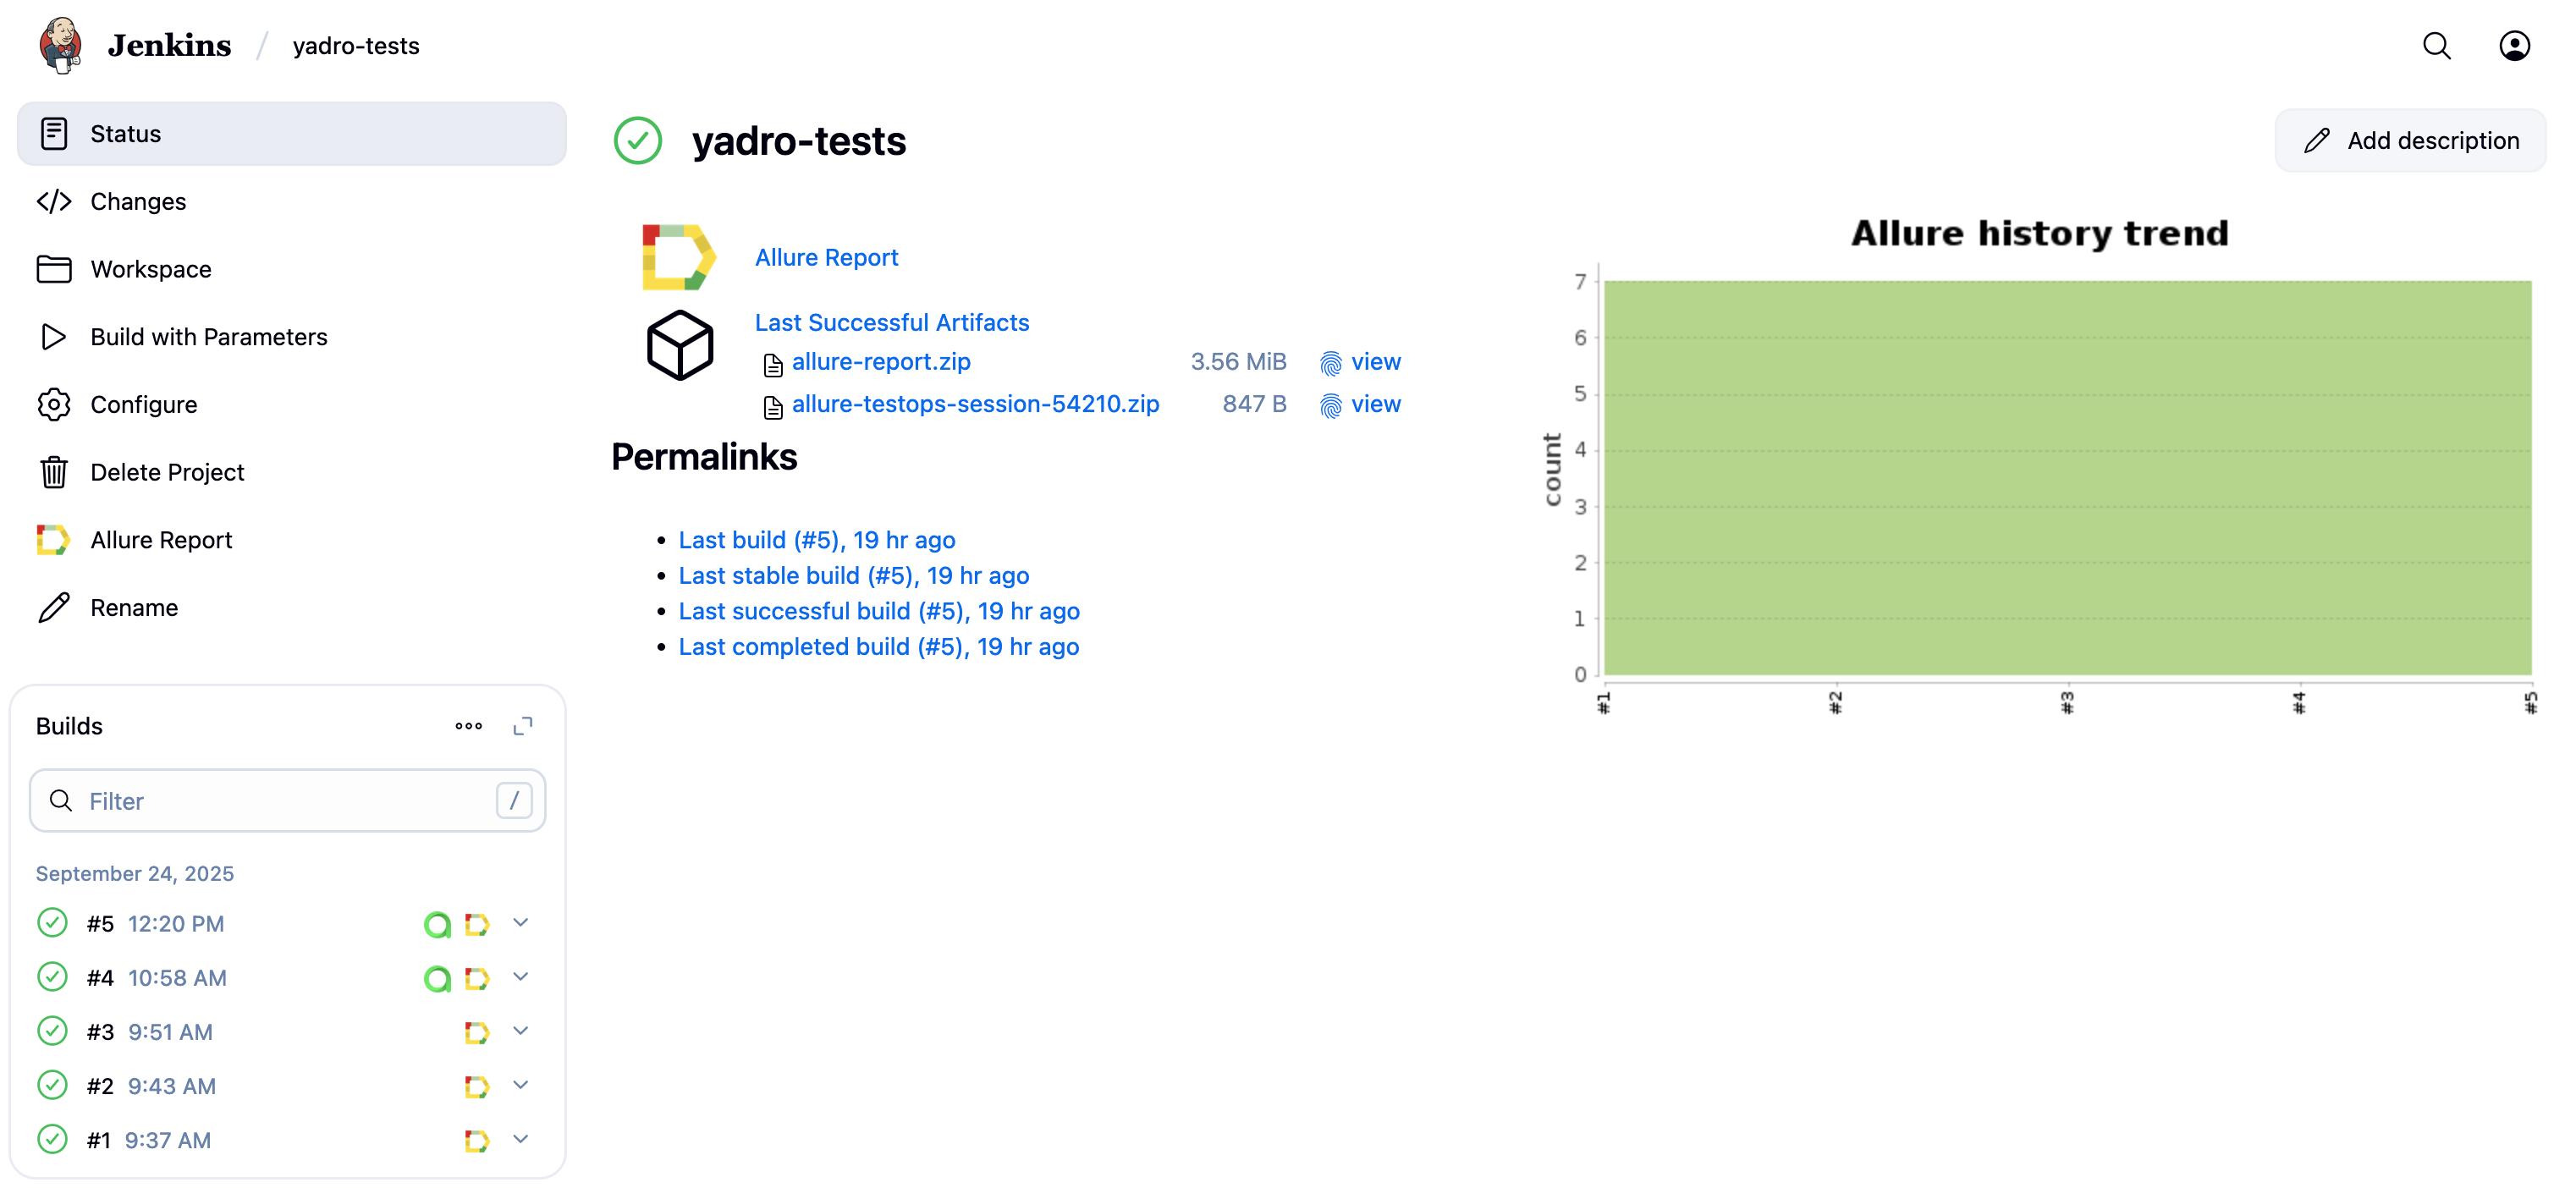 Jenkins / yadro-tests
Status
Changes
Workspace
Build with Parameters
Configure
Delete Project
Allure Report
Rename
Builds
Filter /
September 24, 2025
#5 12:20 PM
#4 10:58 AM
#3 9:51 AM
#2 9:43 AM
#1 9:37 AM
yadro-tests
Add description
Allure Report
Last Successful Artifacts
allure-report.zip 3.56 MiB view
allure-testops-session-54210.zip 847 B view
Permalinks
Last build (#5), 19 hr ago
Last stable build (#5), 19 hr ago
Last successful build (#5), 19 hr ago
Last completed build (#5), 19 hr ago
Allure history trend
count
7
6
5
4
3
2
1
0
#1 #2 #3 #4 #5